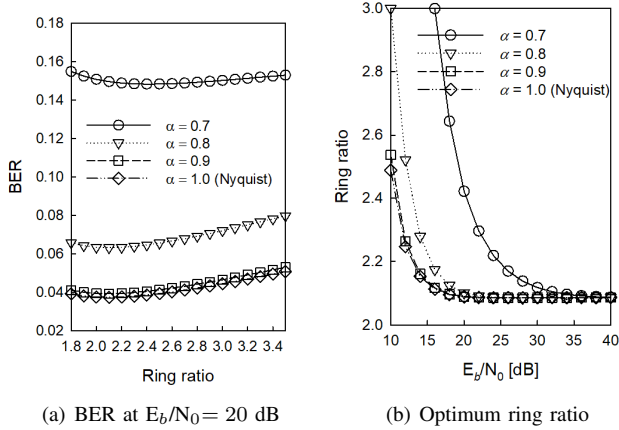 0.18
0.16
0.14
0.12
0.10
0.08
0.06
0.04
0.02
BER
α = 0.7
α = 0.8
α = 0.9
α = 1.0 (Nyquist)
1.8 2.0 2.2 2.4 2.6 2.8 3.0 3.2 3.4
Ring ratio
(a) BER at E_b/N_0= 20 dB
3.0
2.8
2.6
2.4
2.2
2.0
Ring ratio
α = 0.7
α = 0.8
α = 0.9
α = 1.0 (Nyquist)
10 15 20 25 30 35 40
E_b/N_0 [dB]
(b) Optimum ring ratio